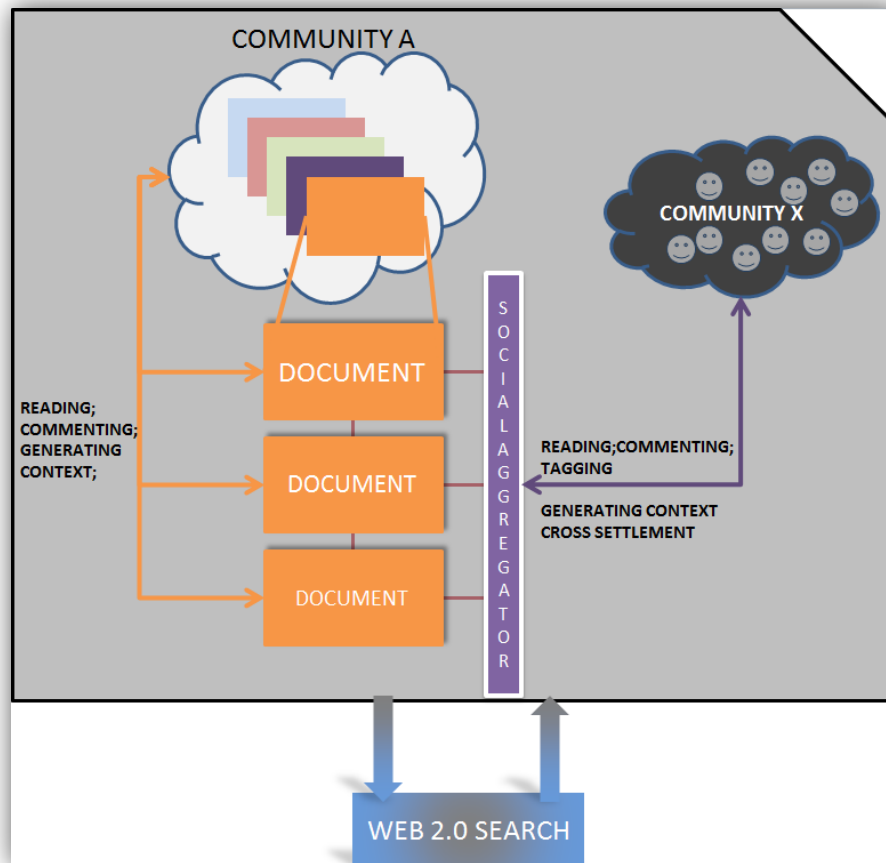 COMMUNITY A
COMMUNITY X
DOCUMENT
DOCUMENT
DOCUMENT
SOCIALAGGREGATOR
READING;
COMMENTING;
GENERATING
CONTEXT;
READING;COMMENTING;
TAGGING
GENERATING CONTEXT
CROSS SETTLEMENT
WEB 2.0 SEARCH